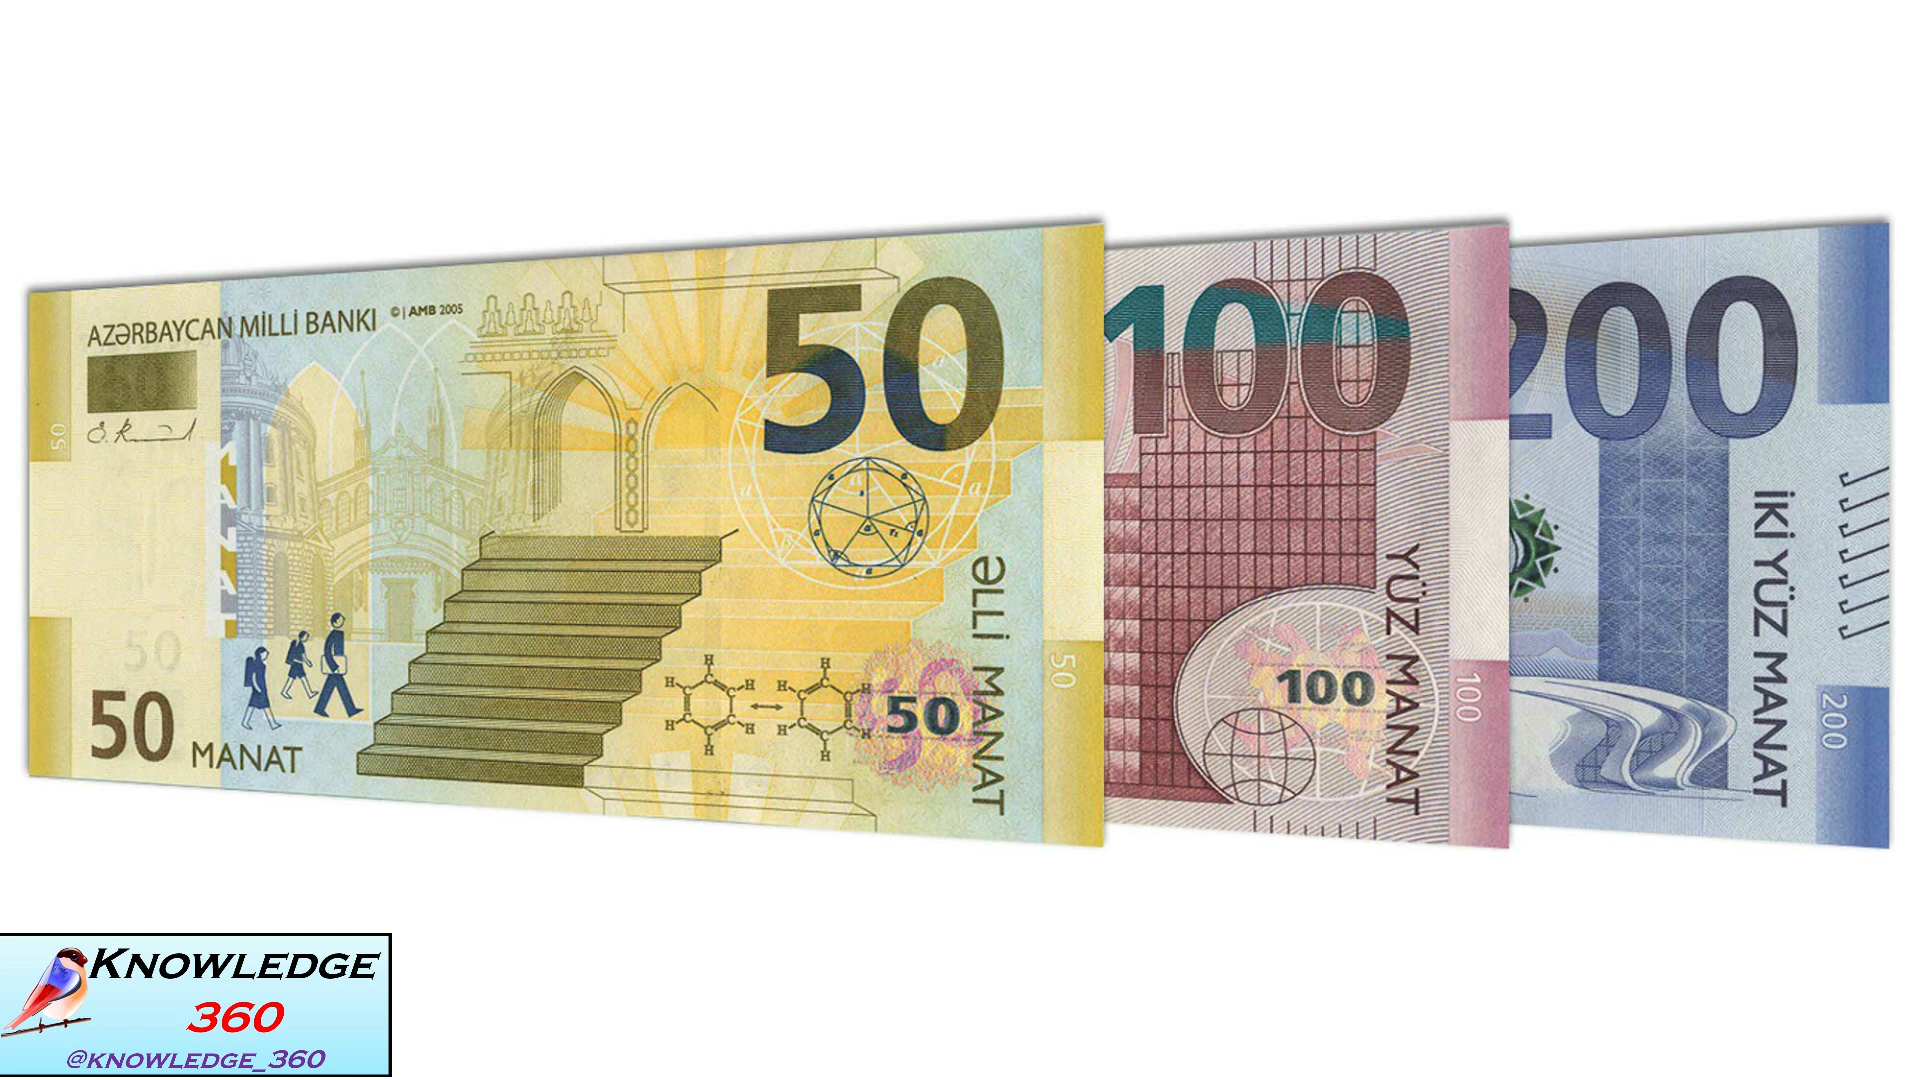 AZƏRBAYCAN MİLLİ BANKI © | AMB 2005
50
50
50
50 MANAT
50
ƏLLİ MANAT
50
50
H H H H H H
100
YÜZ MANAT
100
100
200
İKİ YÜZ MANAT
200
KNOWLEDGE
360
@KNOWLEDGE_360